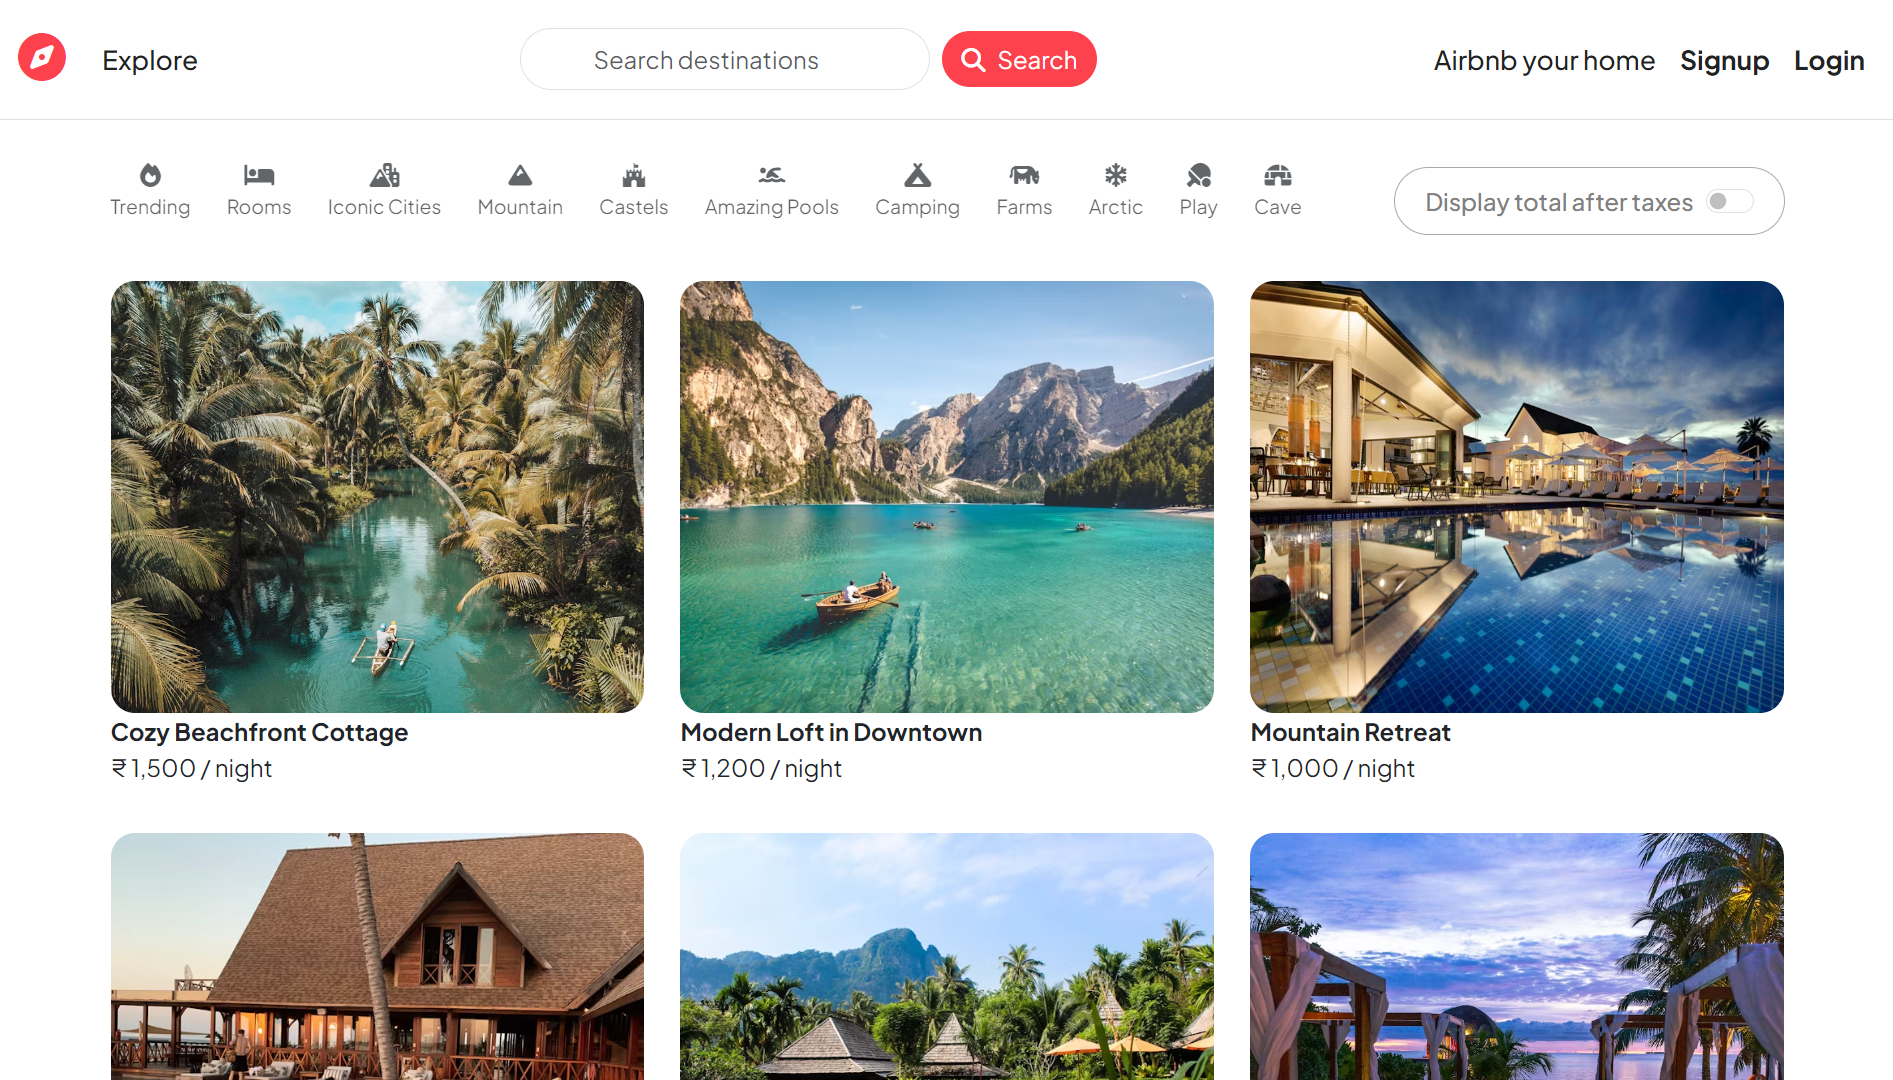 Explore
Search destinations
Search
Airbnb your home
Signup
Login
Trending
Rooms
Iconic Cities
Mountain
Castels
Amazing Pools
Camping
Farms
Arctic
Play
Cave
Display total after taxes
Cozy Beachfront Cottage
₹ 1,500 / night
Modern Loft in Downtown
₹ 1,200 / night
Mountain Retreat
₹ 1,000 / night